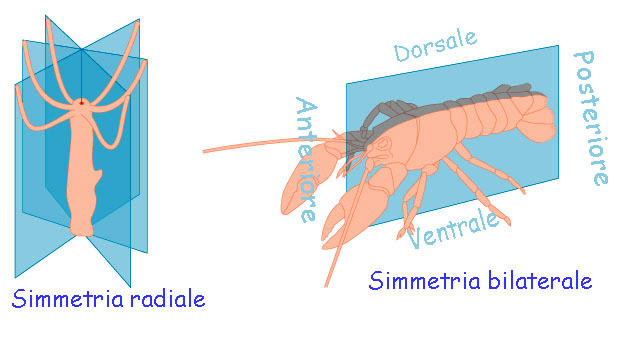 Dorsale
Anteriore
Posteriore
Ventrale
Simmetria radiale
Simmetria bilaterale